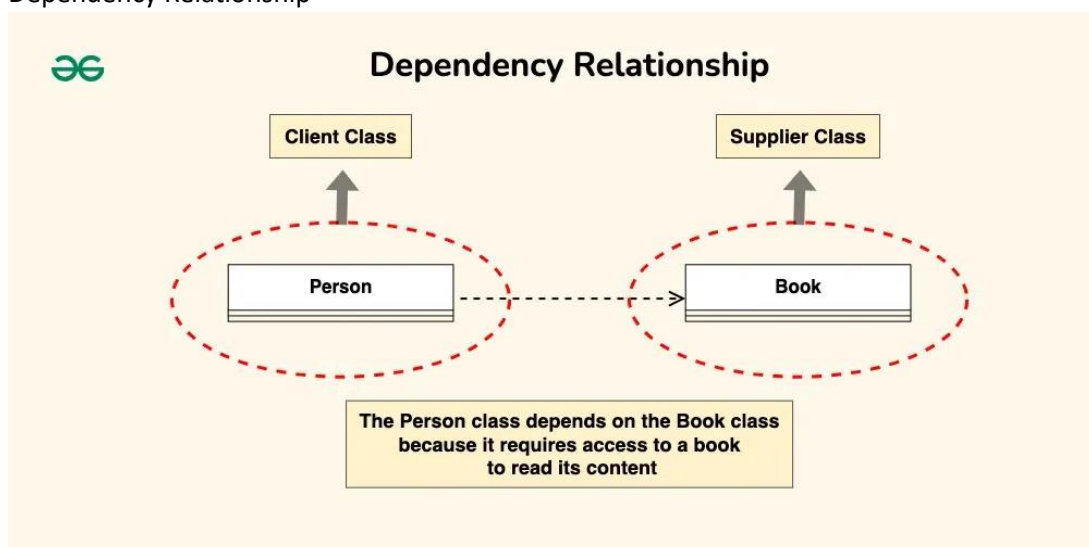 Dependency Relationship
Dependency Relationship
Client Class
Supplier Class
Person
Book
The Person class depends on the Book class
because it requires access to a book
to read its content